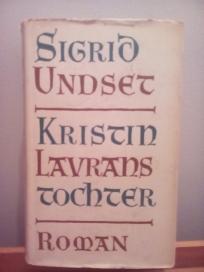 SIGRID
UNDSET
KRISTIN
LAVRANS
TOCHTER
ROMAN